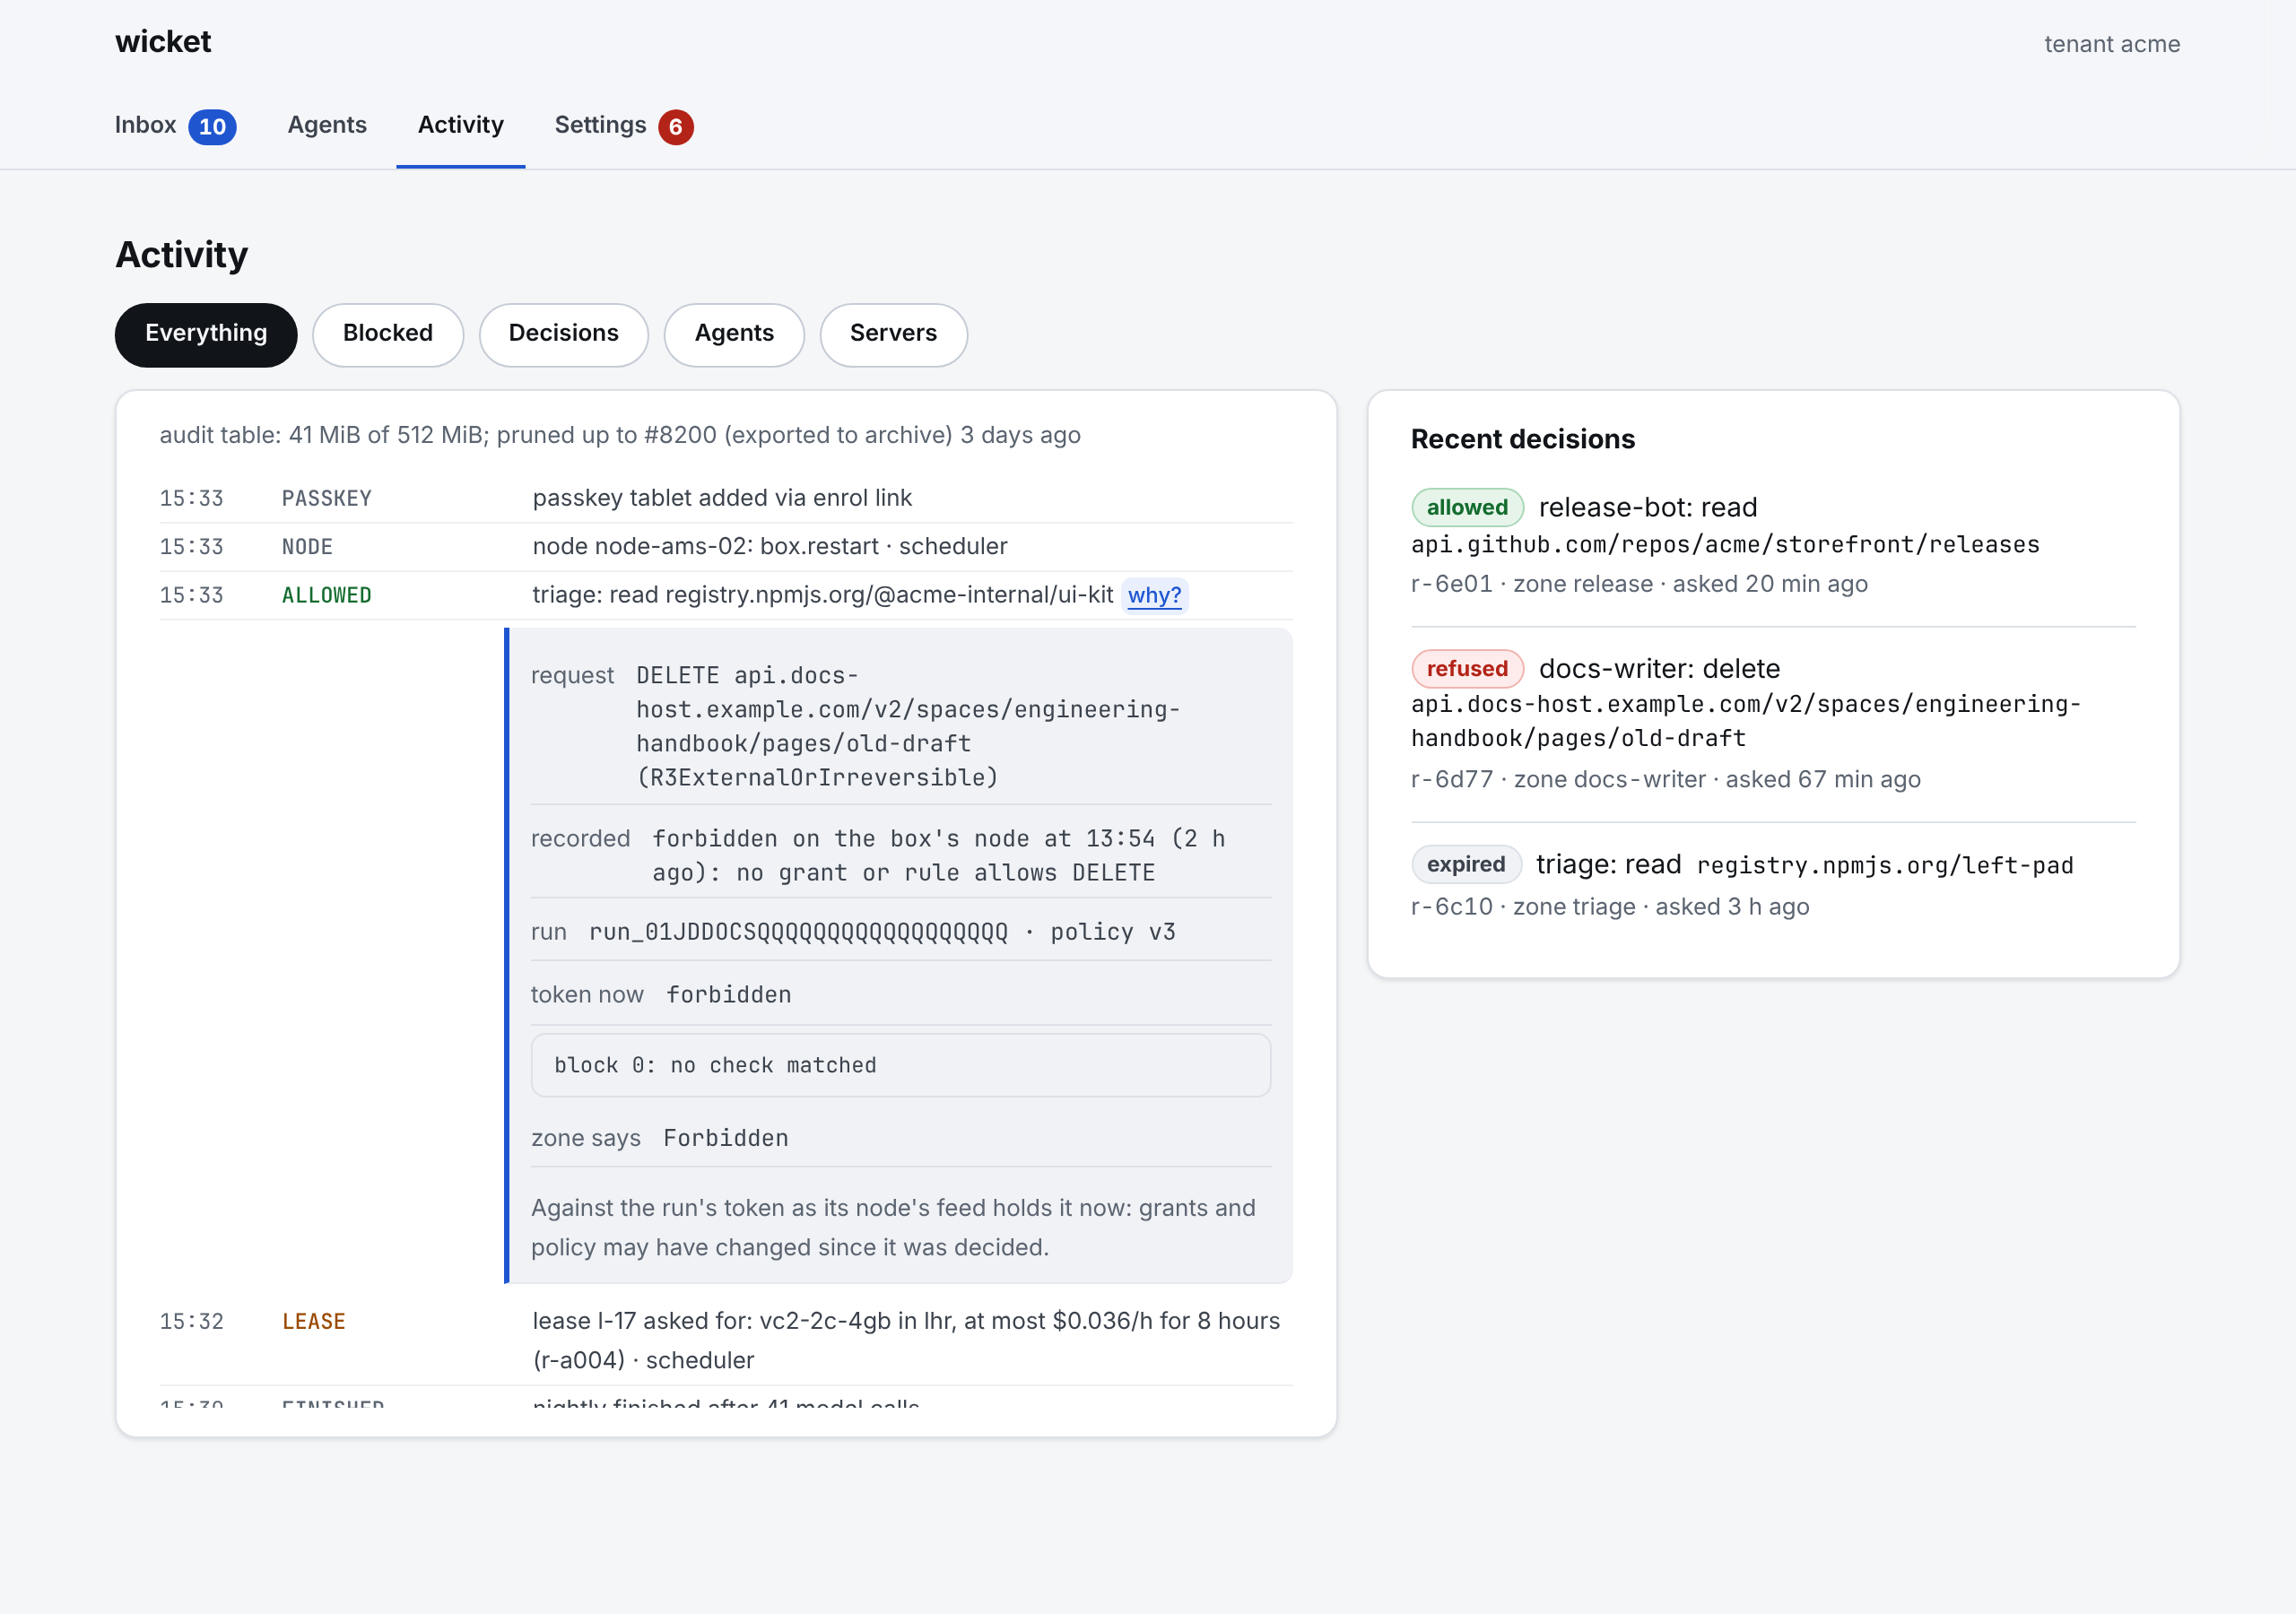 wicket
tenant acme
Inbox 10 Agents Activity Settings 6
Activity
Everything Blocked Decisions Agents Servers
audit table: 41 MiB of 512 MiB; pruned up to #8200 (exported to archive) 3 days ago
15:33 PASSKEY passkey tablet added via enrol link
15:33 NODE node node-ams-02: box.restart · scheduler
15:33 ALLOWED triage: read registry.npmjs.org/@acme-internal/ui-kit why?
request DELETE api.docs-
host.example.com/v2/spaces/engineering-
handbook/pages/old-draft
(R3ExternalOrIrreversible)
recorded forbidden on the box's node at 13:54 (2 h
ago): no grant or rule allows DELETE
run run_01JDDOCSQQQQQQQQQQQQQQQQQQ · policy v3
token now forbidden
block 0: no check matched
zone says Forbidden
Against the run's token as its node's feed holds it now: grants and
policy may have changed since it was decided.
15:32 LEASE lease l-17 asked for: vc2-2c-4gb in lhr, at most $0.036/h for 8 hours
(r-a004) · scheduler
FINISHED nightly finished after 41 model calls
Recent decisions
allowed release-bot: read
api.github.com/repos/acme/storefront/releases
r-6e01 · zone release · asked 20 min ago
refused docs-writer: delete
api.docs-host.example.com/v2/spaces/engineering-
handbook/pages/old-draft
r-6d77 · zone docs-writer · asked 67 min ago
expired triage: read registry.npmjs.org/left-pad
r-6c10 · zone triage · asked 3 h ago